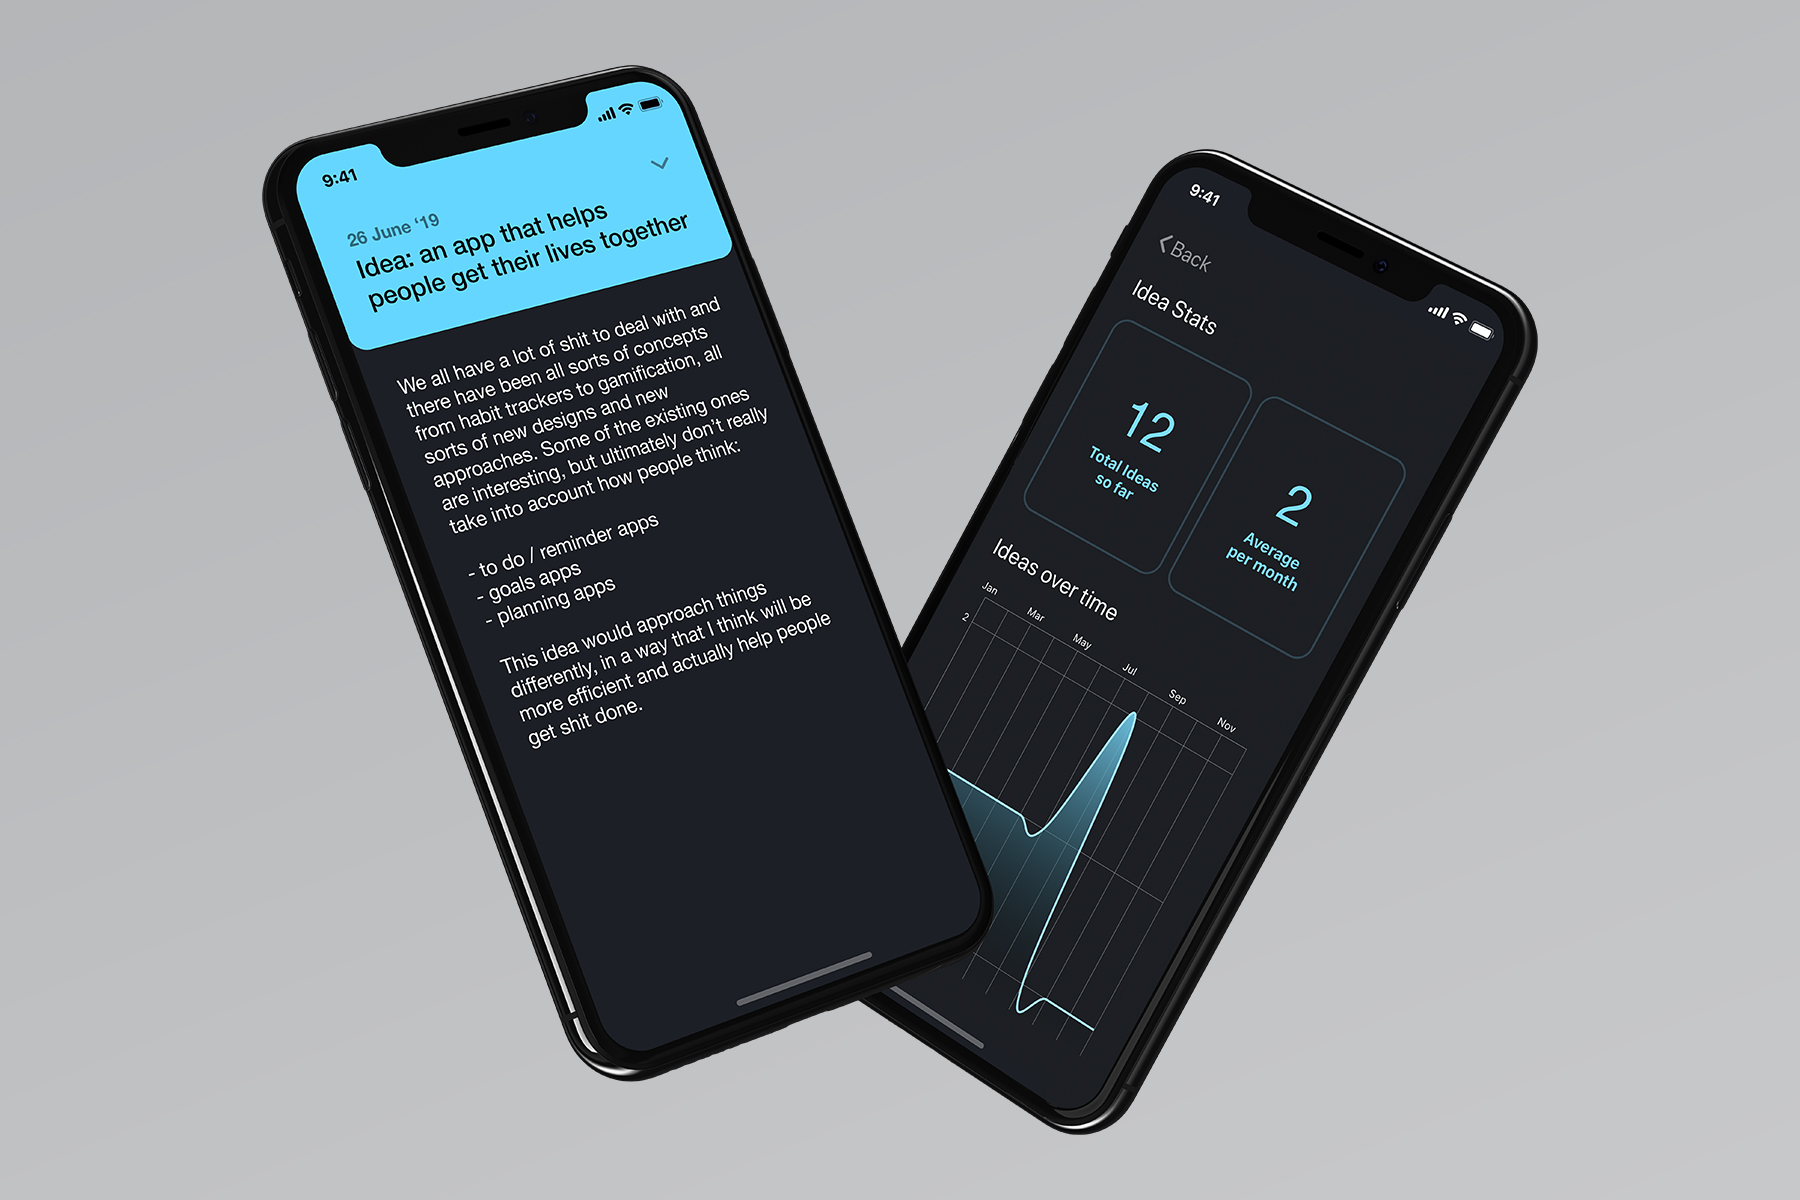 9:41
26 June ‘19
Idea: an app that helps
people get their lives together
We all have a lot of shit to deal with and
there have been all sorts of concepts
from habit trackers to gamification, all
sorts of new designs and new
approaches. Some of the existing ones
are interesting, but ultimately don’t really
take into account how people think:
- to do / reminder apps
- goals apps
- planning apps
This idea would approach things
differently, in a way that I think will be
more efficient and actually help people
get shit done.
9:41
Back
Idea Stats
12
Total Ideas
so far
2
Average
per month
Ideas over time
Jan Mar May Jul Sep Nov
2